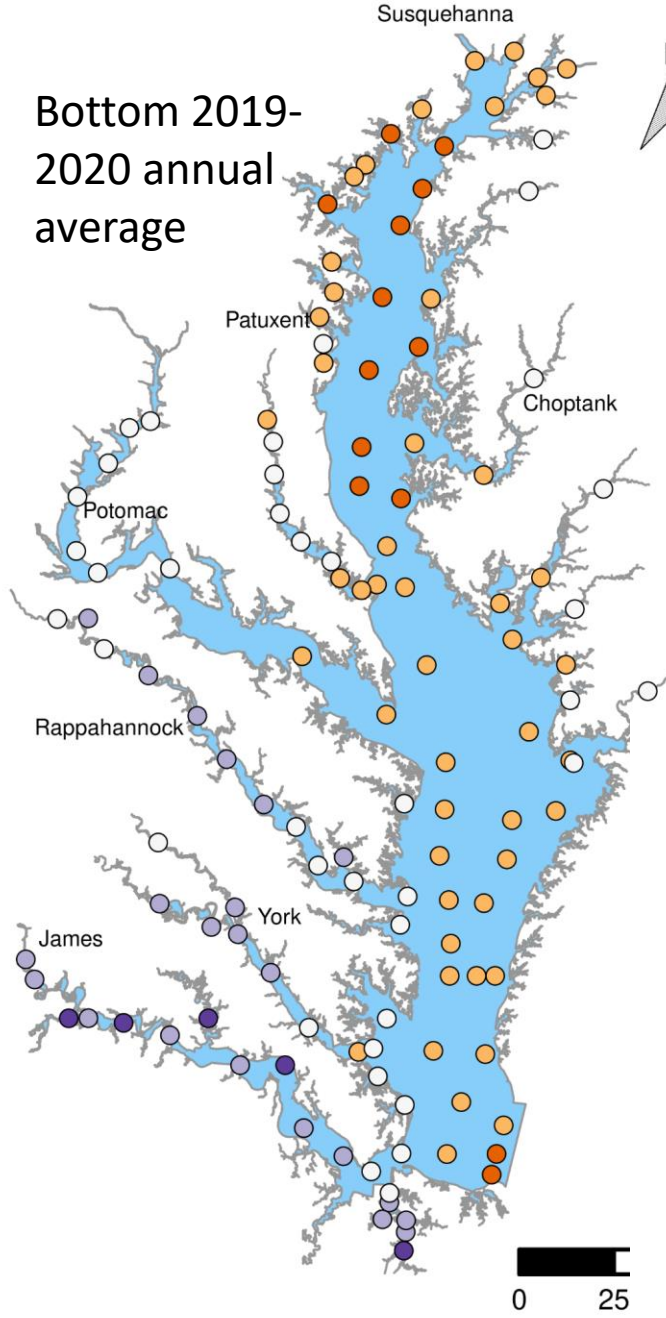 Susquehanna
Bottom 2019-
2020 annual
average
Patuxent
Choptank
Potomac
Rappahannock
York
James
0 25